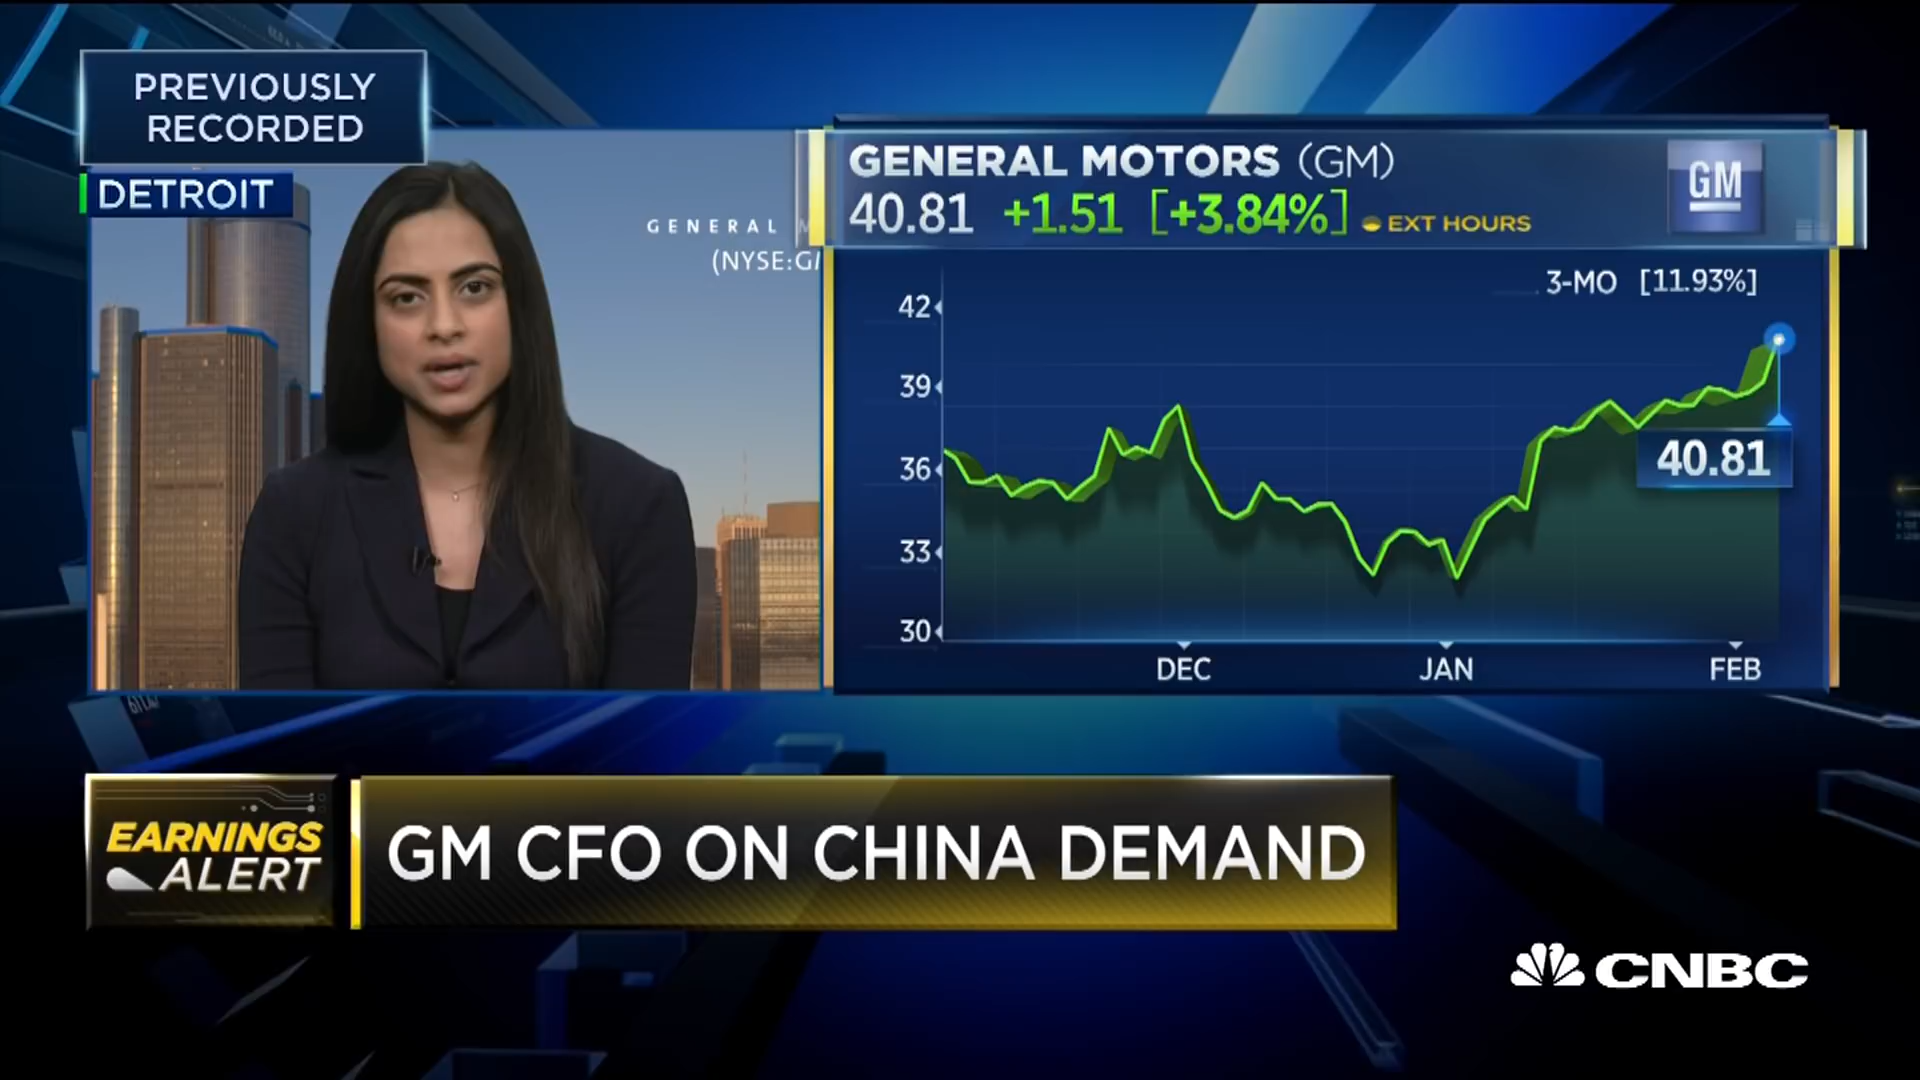 PREVIOUSLY
RECORDED
DETROIT
GENERAL
(NYSE:G
GENERAL MOTORS (GM)
40.81 +1.51 [+3.84%] EXT HOURS
GM
3-MO [11.93%]
42
39
36
33
30
40.81
DEC JAN FEB
EARNINGS
ALERT
GM CFO ON CHINA DEMAND
CNBC